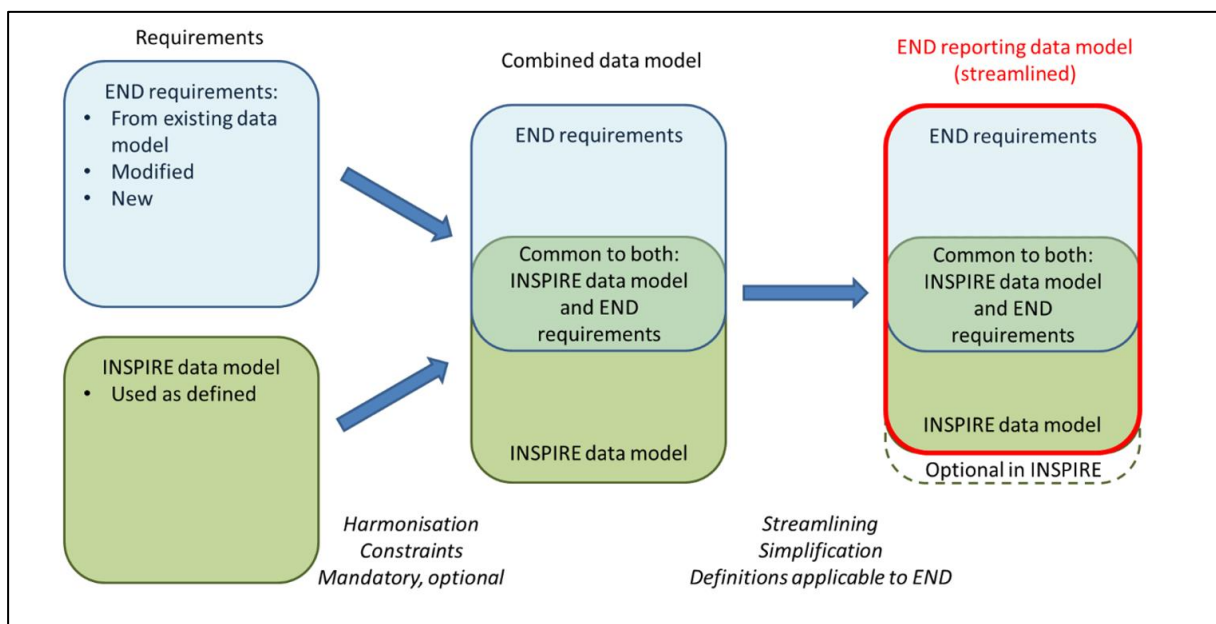 Requirements
END requirements:
• From existing data
model
• Modified
• New
INSPIRE data model
• Used as defined
Harmonisation
Constraints
Mandatory, optional
Combined data model
END requirements
Common to both:
INSPIRE data model
and END
requirements
INSPIRE data model
Streamlining
Simplification
Definitions applicable to END
END reporting data model
(streamlined)
END requirements
Common to both:
INSPIRE data model
and END
requirements
INSPIRE data model
Optional in INSPIRE